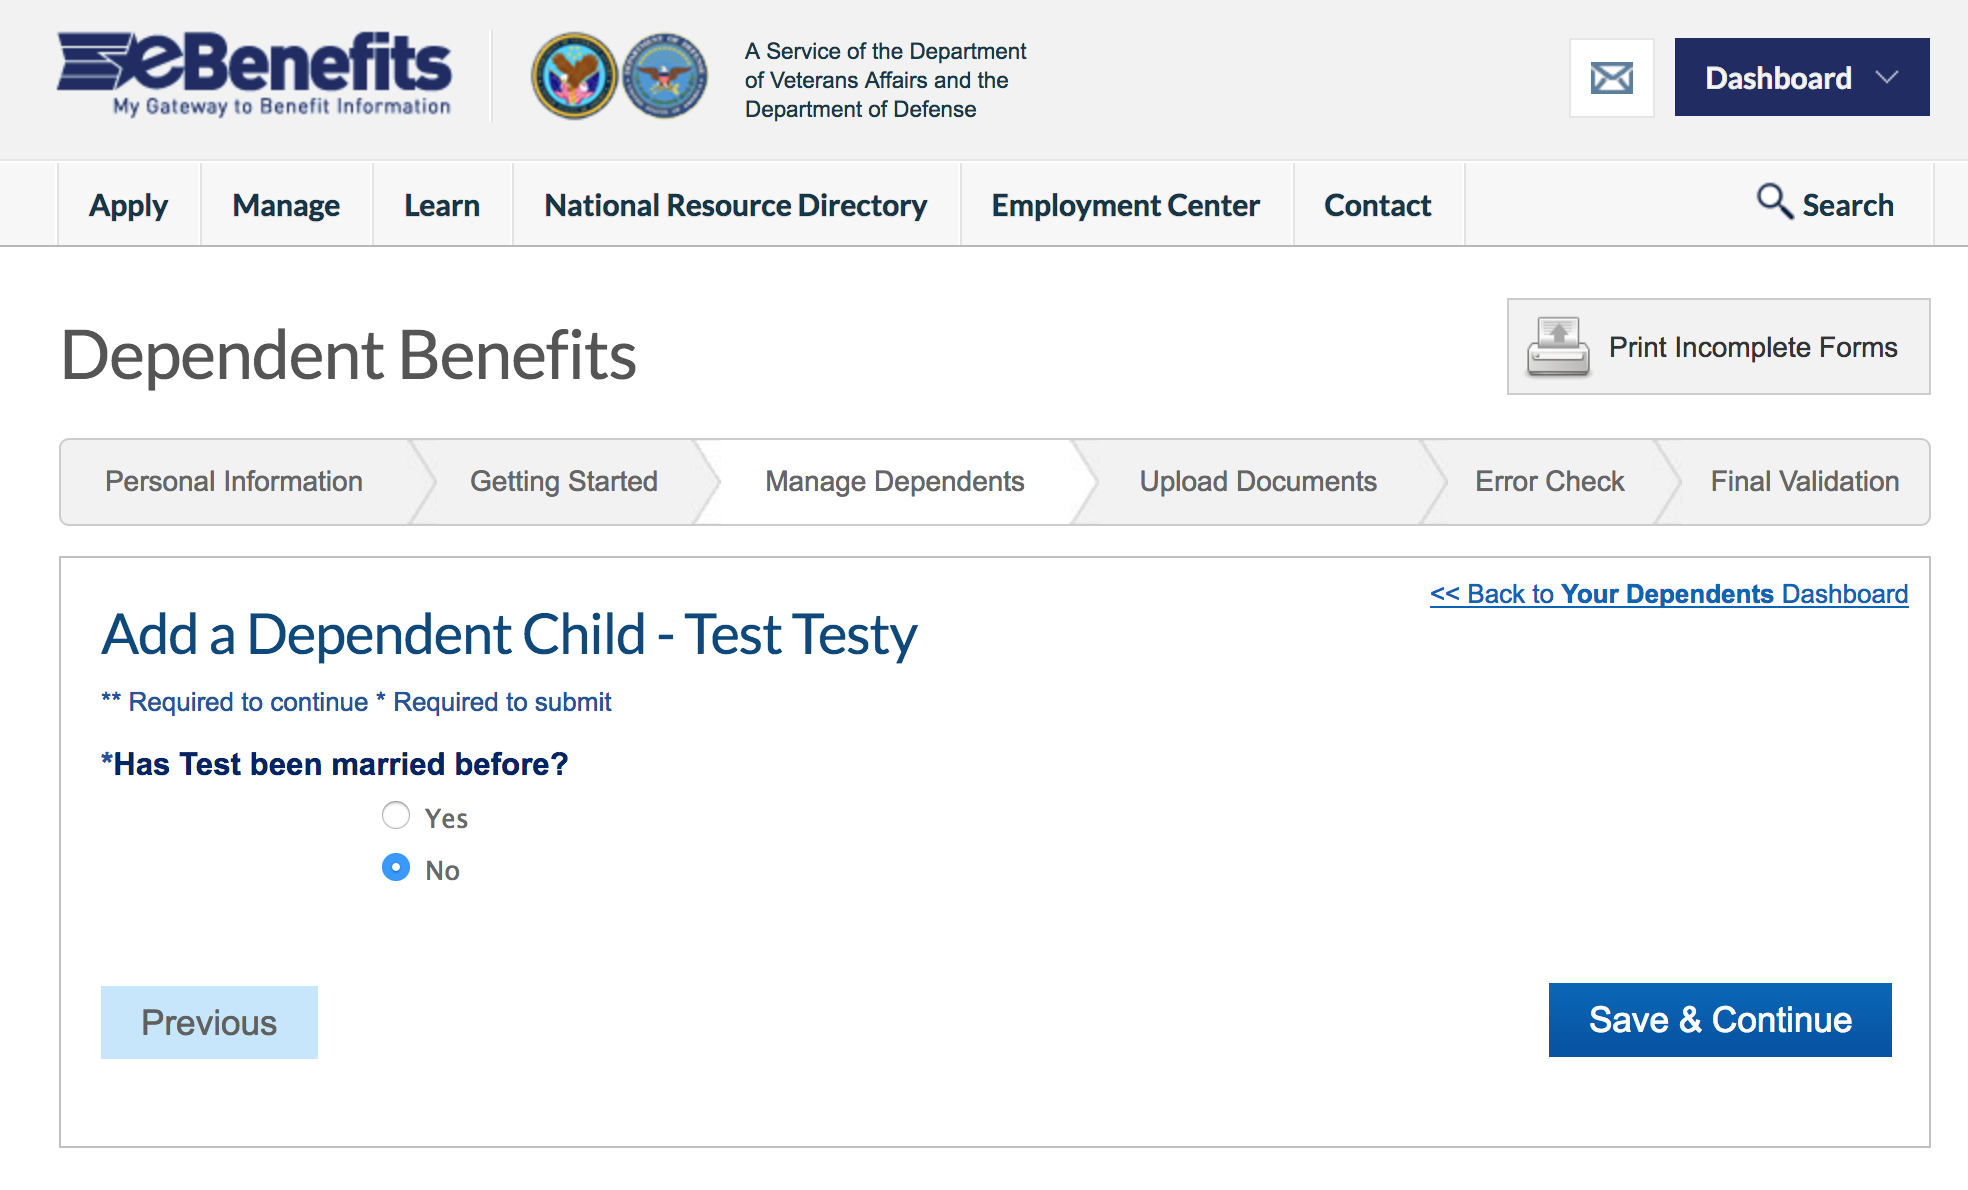 eBenefits
My Gateway to Benefit Information
A Service of the Department
of Veterans Affairs and the
Department of Defense
Dashboard
Apply
Manage
Learn
National Resource Directory
Employment Center
Contact
Search
Dependent Benefits
Print Incomplete Forms
Personal Information
Getting Started
Manage Dependents
Upload Documents
Error Check
Final Validation
<< Back to Your Dependents Dashboard
Add a Dependent Child - Test Testy
** Required to continue * Required to submit
*Has Test been married before?
Yes
No
Previous
Save & Continue